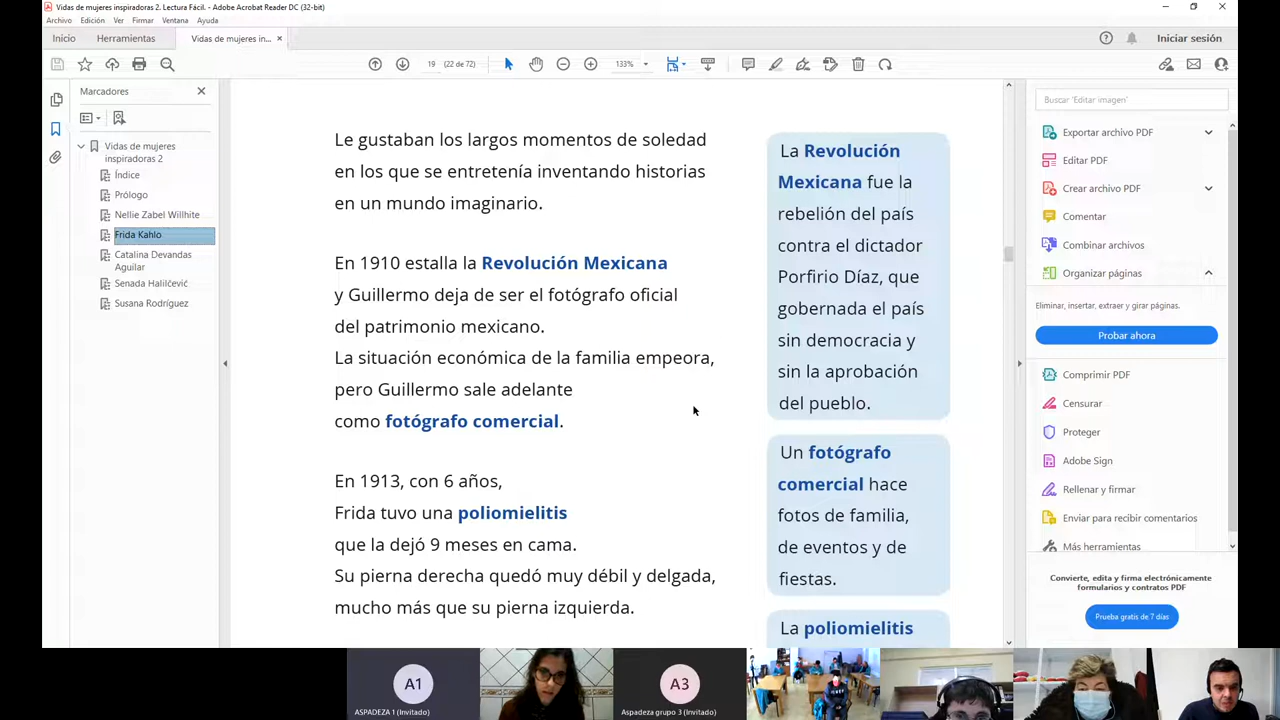 Vidas de mujeres inspiradoras 2. Lectura Fácil. - Adobe Acrobat Reader DC (32-bit)
Archivo Edición Ver Firmar Ventana Ayuda
Inicio Herramientas Vidas de mujeres in... × Iniciar sesión
19 (22 de 72) 133%
Marcadores
Vidas de mujeres
inspiradoras 2
Índice
Prólogo
Nellie Zabel Willhite
Frida Kahlo
Catalina Devandas
Aguilar
Senada Halilčević
Susana Rodríguez
Le gustaban los largos momentos de soledad
en los que se entretenía inventando historias
en un mundo imaginario.
En 1910 estalla la Revolución Mexicana
y Guillermo deja de ser el fotógrafo oficial
del patrimonio mexicano.
La situación económica de la familia empeora,
pero Guillermo sale adelante
como fotógrafo comercial.
En 1913, con 6 años,
Frida tuvo una poliomielitis
que la dejó 9 meses en cama.
Su pierna derecha quedó muy débil y delgada,
mucho más que su pierna izquierda.
La Revolución
Mexicana fue la
rebelión del país
contra el dictador
Porfirio Díaz, que
gobernada el país
sin democracia y
sin la aprobación
del pueblo.
Un fotógrafo
comercial hace
fotos de familia,
de eventos y de
fiestas.
La poliomielitis
Buscar 'Editar imagen'
Exportar archivo PDF
Editar PDF
Crear archivo PDF
Comentar
Combinar archivos
Organizar páginas
Eliminar, insertar, extraer y girar páginas.
Probar ahora
Comprimir PDF
Censurar
Proteger
Adobe Sign
Rellenar y firmar
Enviar para recibir comentarios
Más herramientas
Convierte, edita y firma electrónicamente
formularios y contratos PDF
Prueba gratis de 7 días
A1
ASPADEZA 1 (Invitado)
A3
Aspadeza grupo 3 (Invitado)